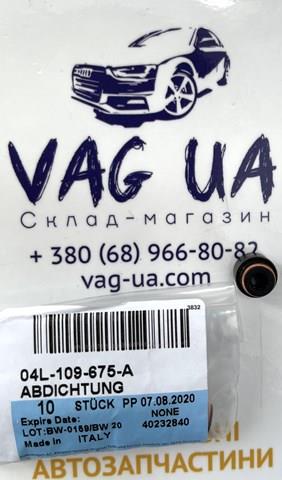 VAG UA
Склад-магазин
+ 380 (68) 966-80-82
vag-ua.com
3832
04L-109-675-A
ABDICHTUNG
10 STÜCK PP 07.08.2020
Expire Date: NONE
LOT:BW-0169/BW 20 40232840
Made in ITALY
АВТОЗАПЧАСТИНИ